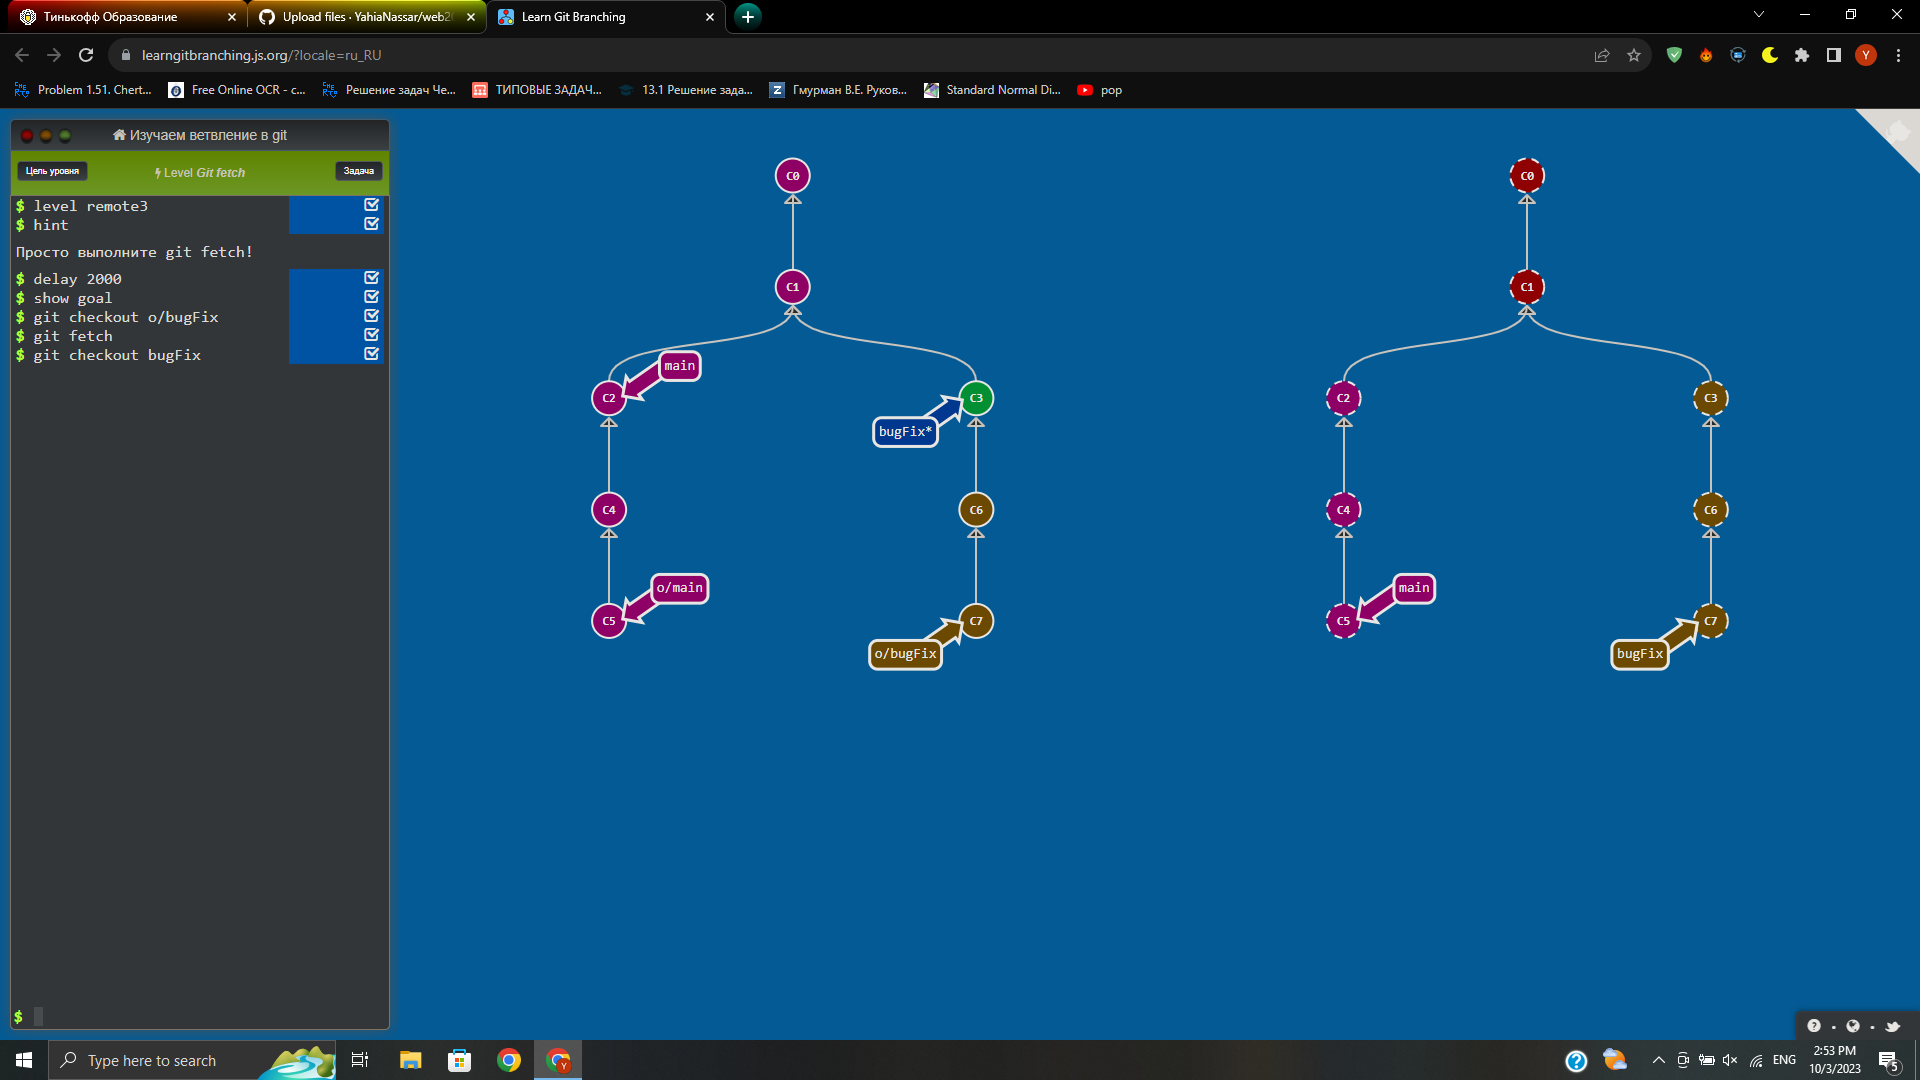 Тинькофф Образование
Upload files · YahiaNassar/web2
Learn Git Branching
learngitbranching.js.org/?locale=ru_RU
Y
Problem 1.51. Chert...
Free Online OCR - c...
Решение задач Че...
ТИПОВЫЕ ЗАДАЧ...
13.1 Решение зада...
Z
Гмурман В.Е. Руков...
Standard Normal Di...
pop
Изучаем ветвление в git
Цель уровня
Level Git fetch
Задача
$ level remote3
$ hint
Просто выполните git fetch!
$ delay 2000
$ show goal
$ git checkout o/bugFix
$ git fetch
$ git checkout bugFix
$
C0
C1
main
C2
C3
bugFix*
C4
C6
o/main
C5
C7
o/bugFix
C0
C1
C2
C3
C4
C6
main
C5
C7
bugFix
Type here to search
Y
ENG
2:53 PM
10/3/2023
5